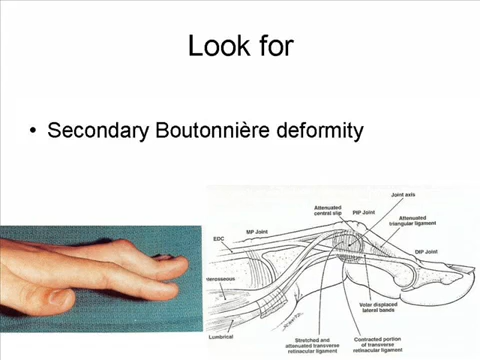 Look for
• Secondary Boutonnière deformity
Joint axis
Attenuated
central slip
PIP Joint
Attenuated
triangular ligament
MP Joint
EDC
DIP Joint
Lumbrical
Volar displaced
lateral bands
Stretched and
attenuated transverse
retinacular ligament
Contracted portion
of transverse
retinacular ligament